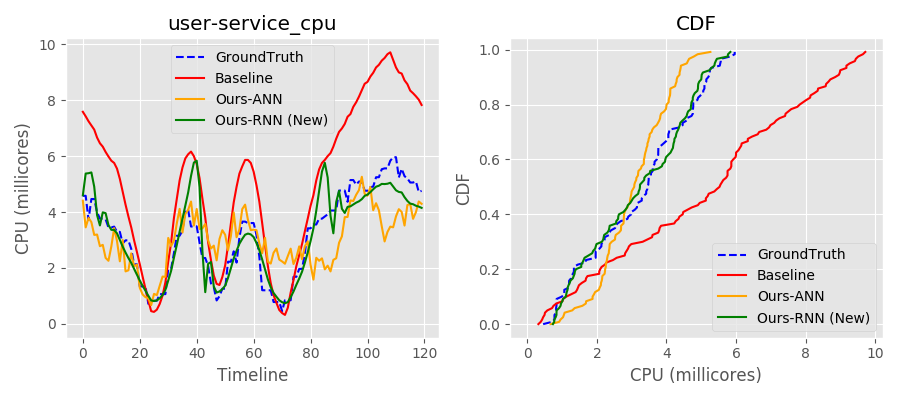 user-service_cpu
CPU (millicores)
10
8
6
4
2
0
0 20 40 60 80 100 120
Timeline
GroundTruth
Baseline
Ours-ANN
Ours-RNN (New)
CDF
CDF
1.0
0.8
0.6
0.4
0.2
0.0
0 2 4 6 8 10
CPU (millicores)
GroundTruth
Baseline
Ours-ANN
Ours-RNN (New)